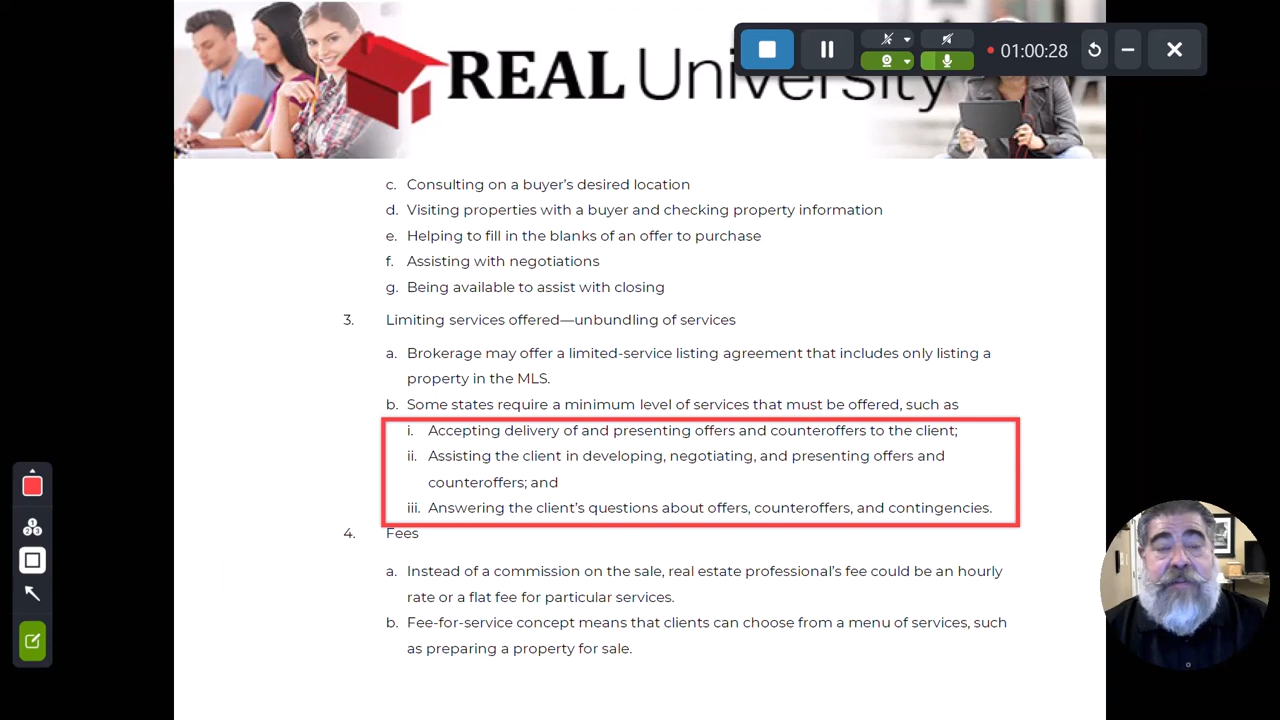 REAL University
01:00:28
c. Consulting on a buyer's desired location
d. Visiting properties with a buyer and checking property information
e. Helping to fill in the blanks of an offer to purchase
f. Assisting with negotiations
g. Being available to assist with closing
3. Limiting services offered—unbundling of services
a. Brokerage may offer a limited-service listing agreement that includes only listing a
property in the MLS.
b. Some states require a minimum level of services that must be offered, such as
i. Accepting delivery of and presenting offers and counteroffers to the client;
ii. Assisting the client in developing, negotiating, and presenting offers and
counteroffers; and
iii. Answering the client's questions about offers, counteroffers, and contingencies.
4. Fees
a. Instead of a commission on the sale, real estate professional's fee could be an hourly
rate or a flat fee for particular services.
b. Fee-for-service concept means that clients can choose from a menu of services, such
as preparing a property for sale.